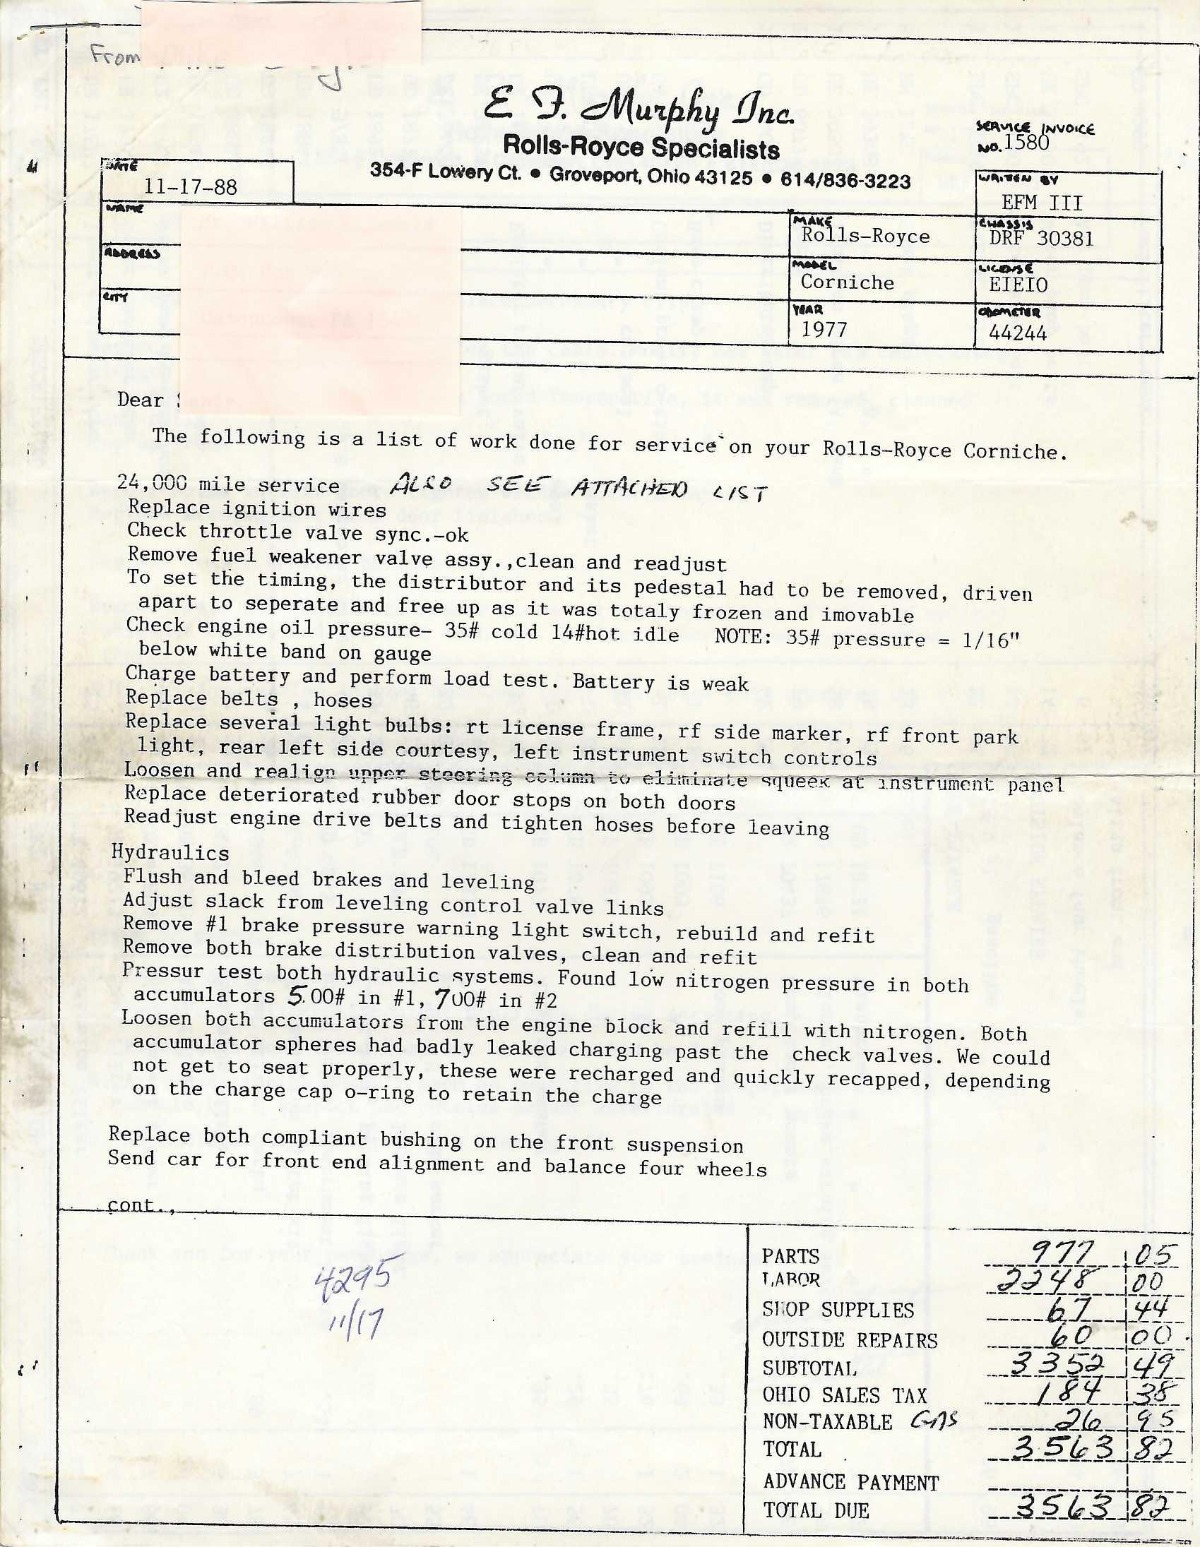 From
E F. Murphy Inc.
Rolls-Royce Specialists
354-F Lowery Ct. • Groveport, Ohio 43125 • 614/836-3223
SERVICE INVOICE
NO. 1580
DATE
11-17-88
WRITEN BY
EFM III
NAME
MAKE
Rolls-Royce
CHASSIS
DRF 30381
ADDRESS
MODEL
Corniche
LICENSE
EIEIO
CITY
YEAR
1977
ODOMETER
44244
Dear
The following is a list of work done for service on your Rolls-Royce Corniche.
24,000 mile service ALSO SEE ATTACHED LIST
Replace ignition wires
Check throttle valve sync.-ok
Remove fuel weakener valve assy.,clean and readjust
To set the timing, the distributor and its pedestal had to be removed, driven
apart to seperate and free up as it was totaly frozen and imovable
Check engine oil pressure- 35# cold 14#hot idle NOTE: 35# pressure = 1/16"
below white band on gauge
Charge battery and perform load test. Battery is weak
Replace belts , hoses
Replace several light bulbs: rt license frame, rf side marker, rf front park
light, rear left side courtesy, left instrument switch controls
Loosen and realign upper steering column to eliminate squeek at instrument panel
Replace deteriorated rubber door stops on both doors
Readjust engine drive belts and tighten hoses before leaving
Hydraulics
Flush and bleed brakes and leveling
Adjust slack from leveling control valve links
Remove #1 brake pressure warning light switch, rebuild and refit
Remove both brake distribution valves, clean and refit
Pressur test both hydraulic systems. Found low nitrogen pressure in both
accumulators 500# in #1, 700# in #2
Loosen both accumulators from the engine block and refill with nitrogen. Both
accumulator spheres had badly leaked charging past the check valves. We could
not get to seat properly, these were recharged and quickly recapped, depending
on the charge cap o-ring to retain the charge
Replace both compliant bushing on the front suspension
Send car for front end alignment and balance four wheels
cont.,
4295
11/17
PARTS 977 05
LABOR 2248 00
SHOP SUPPLIES 67 44
OUTSIDE REPAIRS 60 00
SUBTOTAL 3352 49
OHIO SALES TAX 184 38
NON-TAXABLE GAS 26 95
TOTAL 3563 82
ADVANCE PAYMENT
TOTAL DUE 3563 82